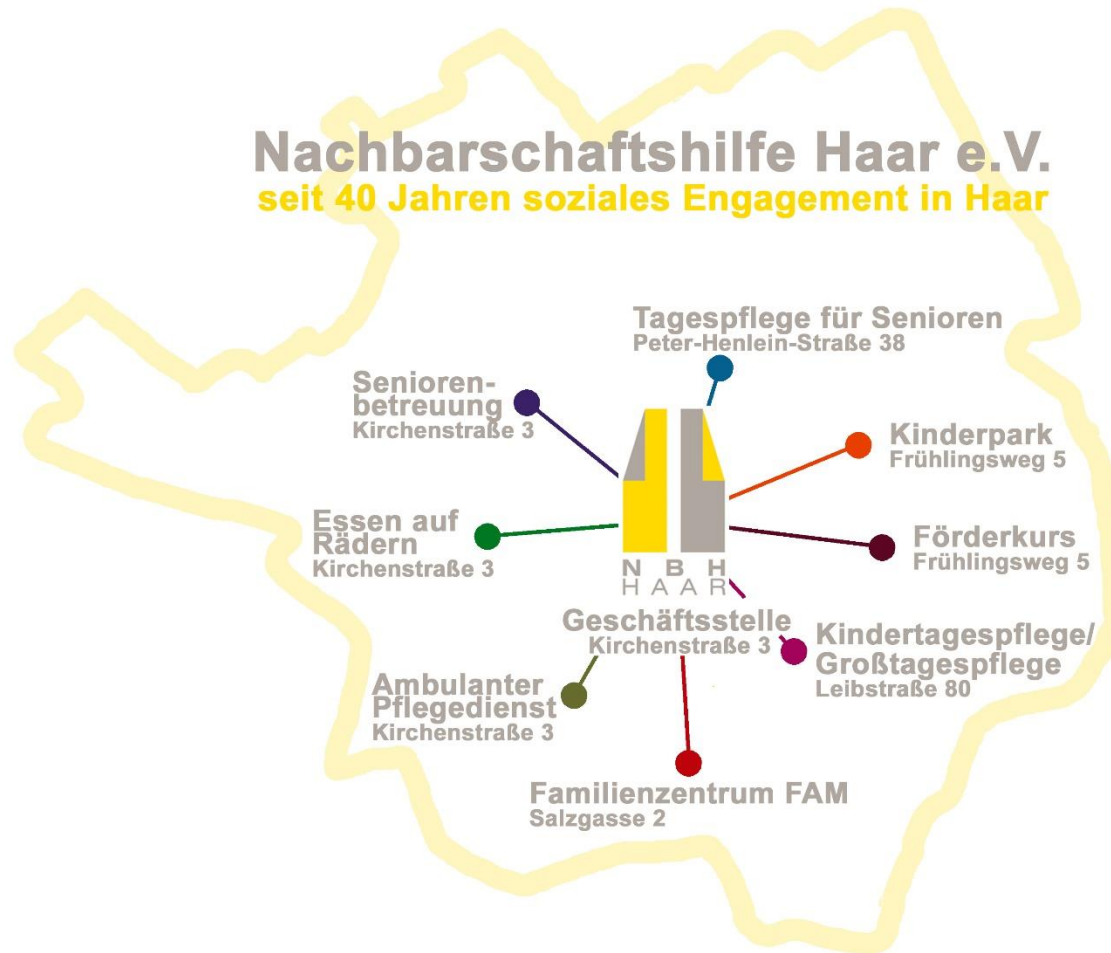 Nachbarschaftshilfe Haar e.V.
seit 40 Jahren soziales Engagement in Haar
Tagespflege für Senioren
Peter-Henlein-Straße 38
Senioren-
betreuung
Kirchenstraße 3
Kinderpark
Frühlingsweg 5
Essen auf
Rädern
Kirchenstraße 3
Förderkurs
Frühlingsweg 5
N B H
HAAR
Geschäftsstelle
Kirchenstraße 3
Kindertagespflege/
Großtagespflege
Leibstraße 80
Ambulanter
Pflegedienst
Kirchenstraße 3
Familienzentrum FAM
Salzgasse 2